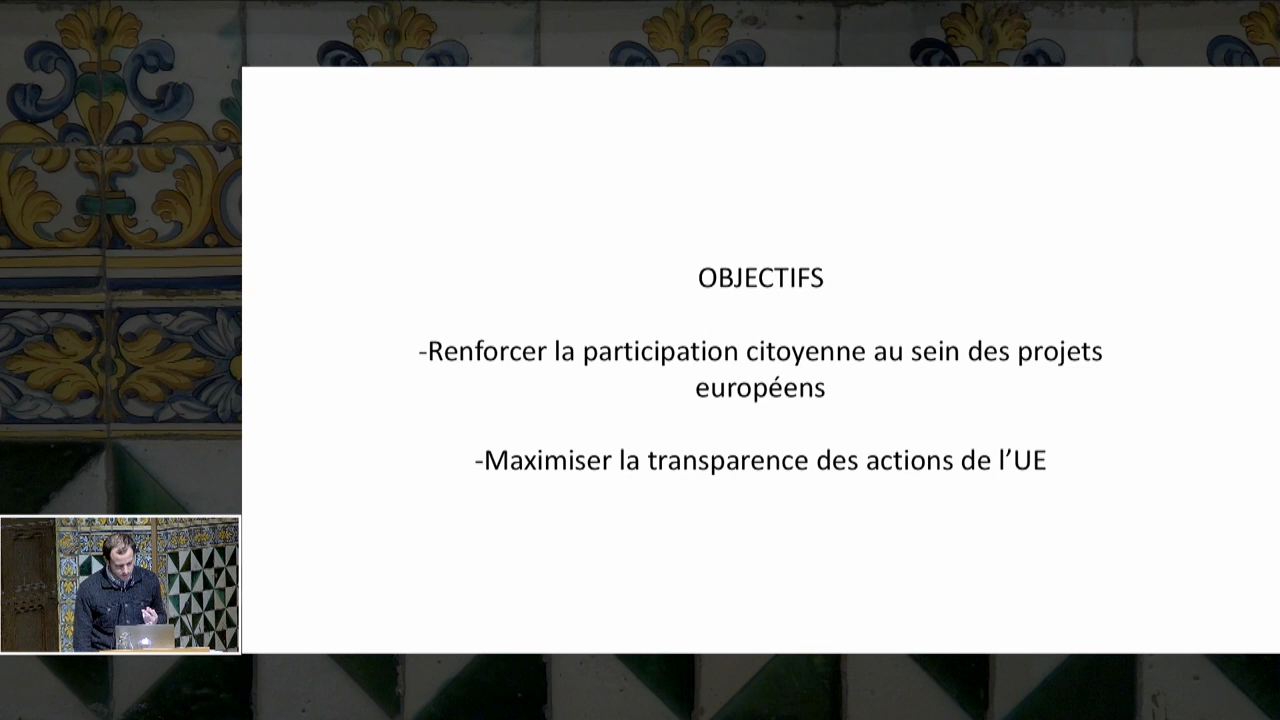 OBJECTIFS
-Renforcer la participation citoyenne au sein des projets
européens
-Maximiser la transparence des actions de l’UE